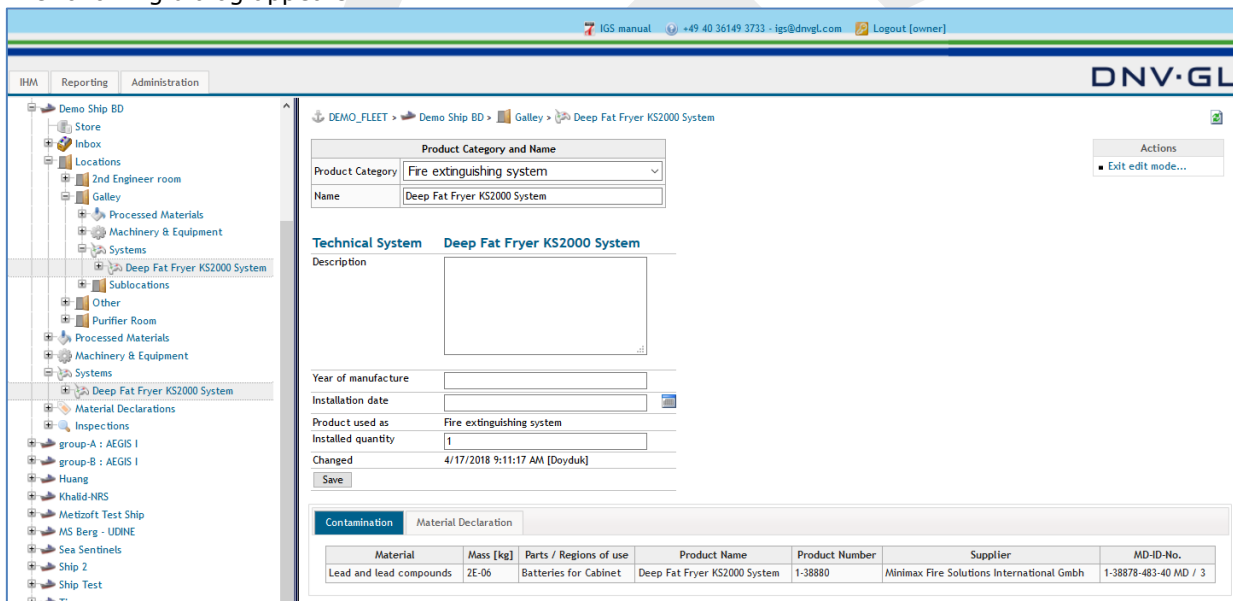 IGS manual +49 40 36149 3733 - igs@dnvgl.com Logout [owner]
IHM Reporting Administration
DNV·GL
Demo Ship BD
Store
Inbox
Locations
2nd Engineer room
Galley
Processed Materials
Machinery & Equipment
Systems
Deep Fat Fryer KS2000 System
Sublocations
Other
Purifier Room
Processed Materials
Machinery & Equipment
Systems
Deep Fat Fryer KS2000 System
Material Declarations
Inspections
group-A : AEGIS I
group-B : AEGIS I
Huang
Khalid-NRS
Metizoft Test Ship
MS Berg - UDINE
Sea Sentinels
Ship 2
Ship Test
DEMO_FLEET > Demo Ship BD > Galley > Deep Fat Fryer KS2000 System
Product Category and Name
Product Category Fire extinguishing system
Name Deep Fat Fryer KS2000 System
Actions
Exit edit mode...
Technical System Deep Fat Fryer KS2000 System
Description
Year of manufacture
Installation date
Product used as Fire extinguishing system
Installed quantity 1
Changed 4/17/2018 9:11:17 AM [Doyduk]
Save
Contamination Material Declaration
Material Mass [kg] Parts / Regions of use Product Name Product Number Supplier MD-ID-No.
Lead and lead compounds 2E-06 Batteries for Cabinet Deep Fat Fryer KS2000 System 1-38880 Minimax Fire Solutions International Gmbh 1-38878-483-40 MD / 3